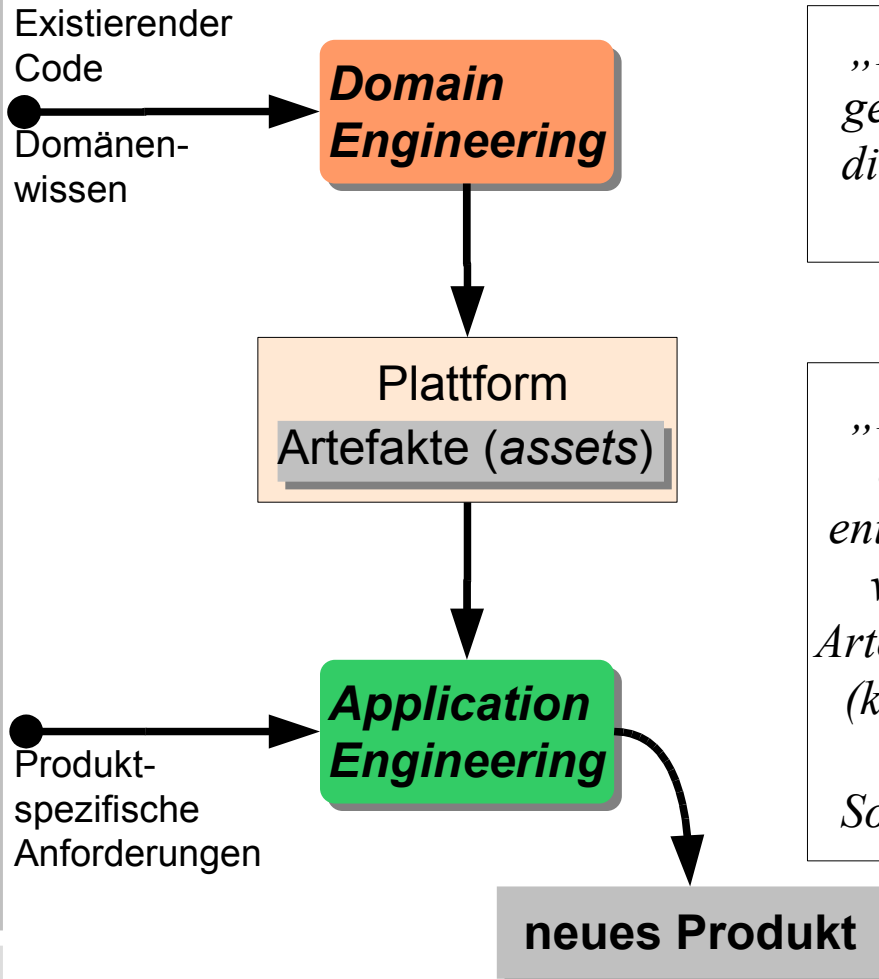 Existierender
Code
Domänen-
wissen
Domain
Engineering
Plattform
Artefakte (assets)
Produkt-
spezifische
Anforderungen
Application
Engineering
neues Produkt